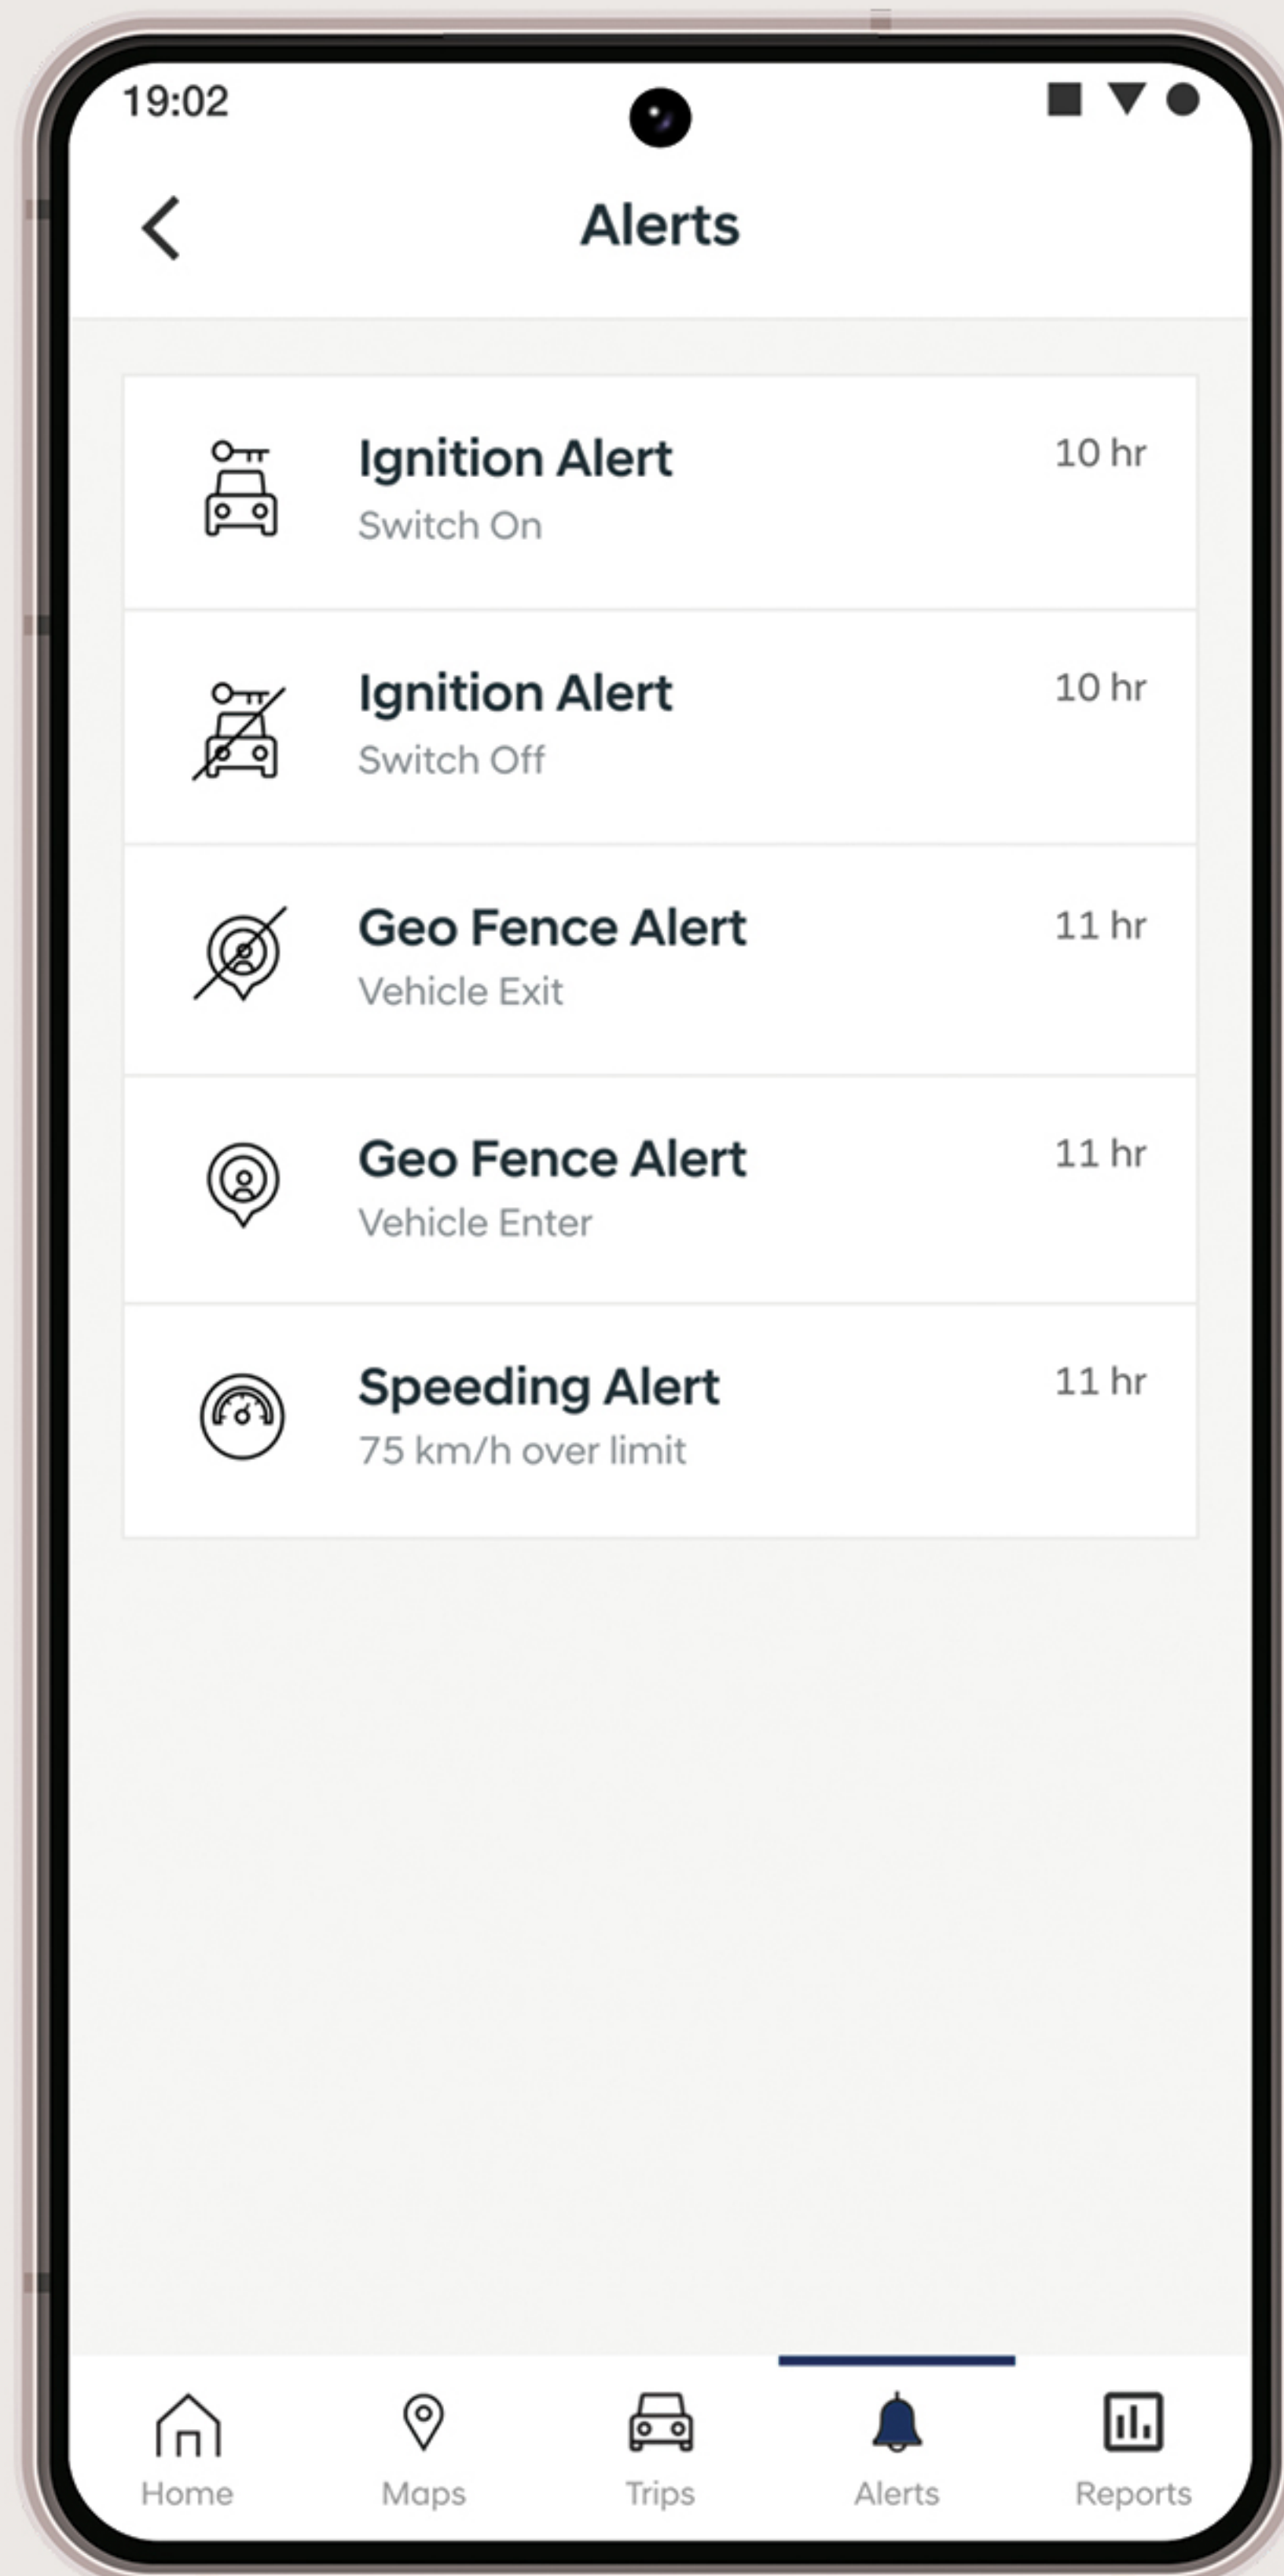 19:02
Alerts
Ignition Alert
10 hr
Switch On
Ignition Alert
10 hr
Switch Off
Geo Fence Alert
11 hr
Vehicle Exit
Geo Fence Alert
11 hr
Vehicle Enter
Speeding Alert
11 hr
75 km/h over limit
Home
Maps
Trips
Alerts
Reports